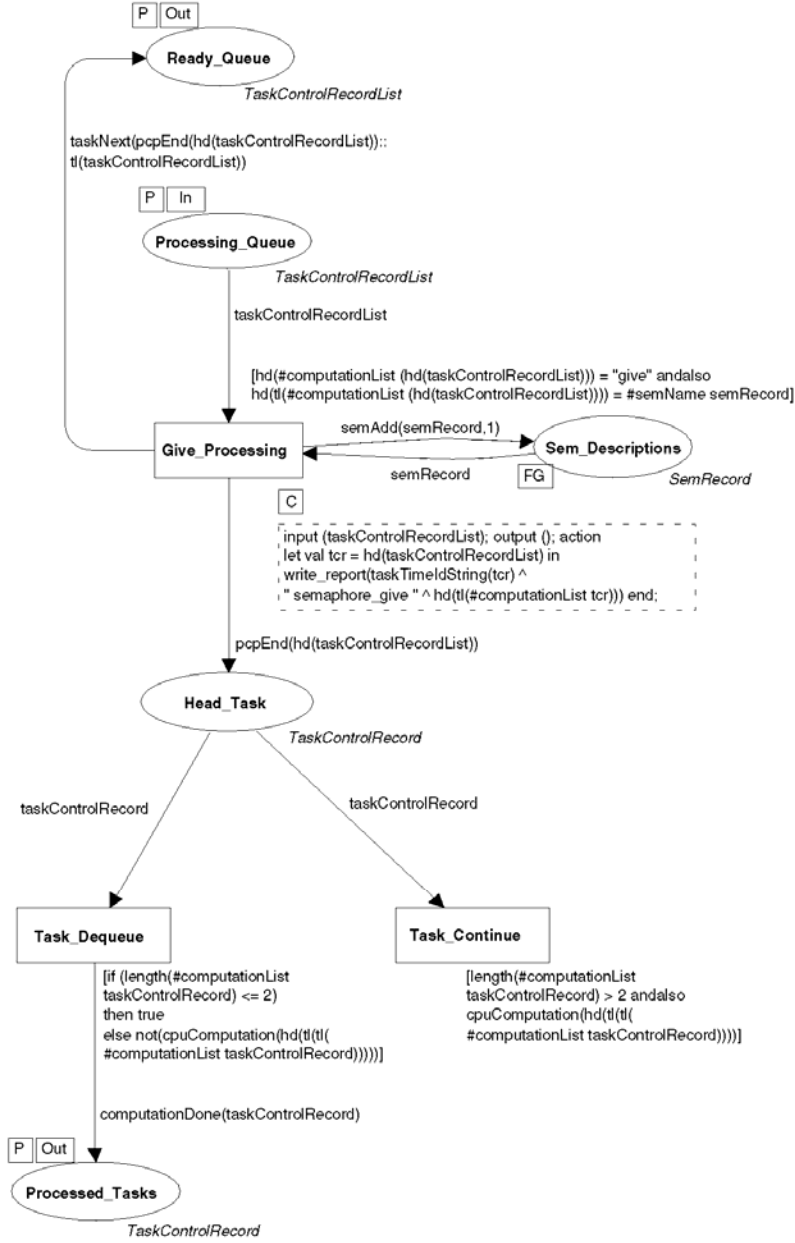 P Out
Ready_Queue
TaskControlRecordList
taskNext(pcpEnd(hd(taskControlRecordList))::
tl(taskControlRecordList))
P In
Processing_Queue
TaskControlRecordList
taskControlRecordList
[hd(#computationList (hd(taskControlRecordList))) = "give" andalso
hd(tl(#computationList (hd(taskControlRecordList)))) = #semName semRecord]
semAdd(semRecord,1)
Give_Processing
Sem_Descriptions
semRecord
FG
SemRecord
C
input (taskControlRecordList); output (); action
let val tcr = hd(taskControlRecordList) in
write_report(taskTimeIdString(tcr) ^
" semaphore_give " ^ hd(tl(#computationList tcr))) end;
pcpEnd(hd(taskControlRecordList))
Head_Task
TaskControlRecord
taskControlRecord
taskControlRecord
Task_Dequeue
Task_Continue
[if (length(#computationList
taskControlRecord) <= 2)
then true
else not(cpuComputation(hd(tl(tl(
#computationList taskControlRecord)))))]
[length(#computationList
taskControlRecord) > 2 andalso
cpuComputation(hd(tl(tl(
#computationList taskControlRecord))))]
computationDone(taskControlRecord)
P Out
Processed_Tasks
TaskControlRecord